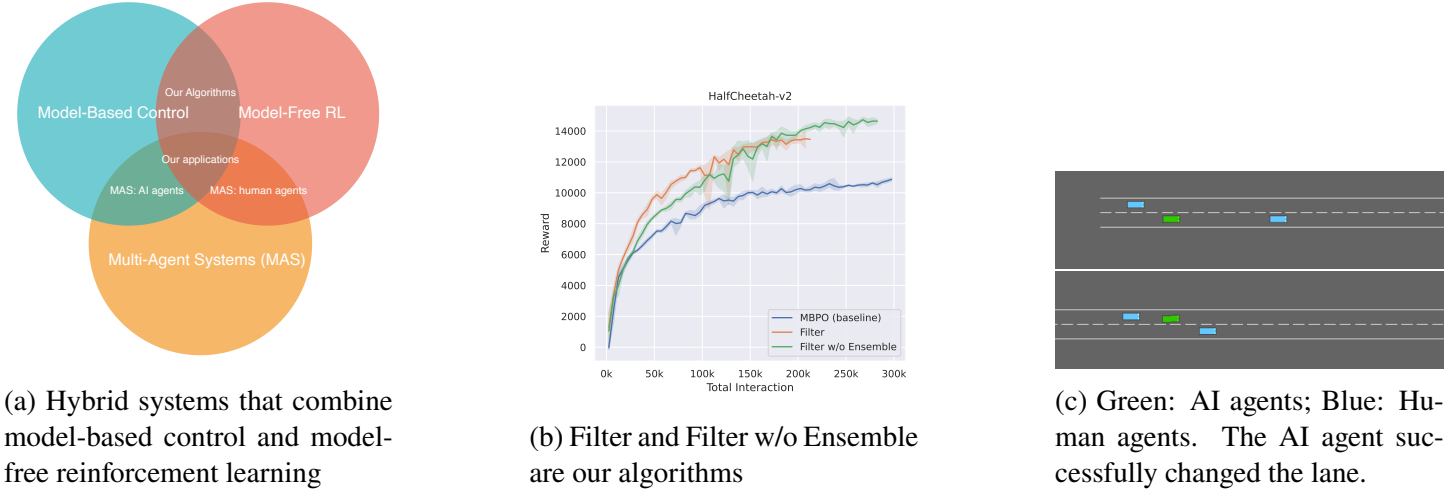 Our Algorithms
Model-Based Control
Model-Free RL
Our applications
MAS: AI agents
MAS: human agents
Multi-Agent Systems (MAS)
(a) Hybrid systems that combine
model-based control and model-
free reinforcement learning
HalfCheetah-v2
14000
12000
10000
8000
6000
4000
2000
0
Reward
MBPO (baseline)
Filter
Filter w/o Ensemble
0k 50k 100k 150k 200k 250k 300k
Total Interaction
(b) Filter and Filter w/o Ensemble
are our algorithms
(c) Green: AI agents; Blue: Hu-
man agents. The AI agent suc-
cessfully changed the lane.